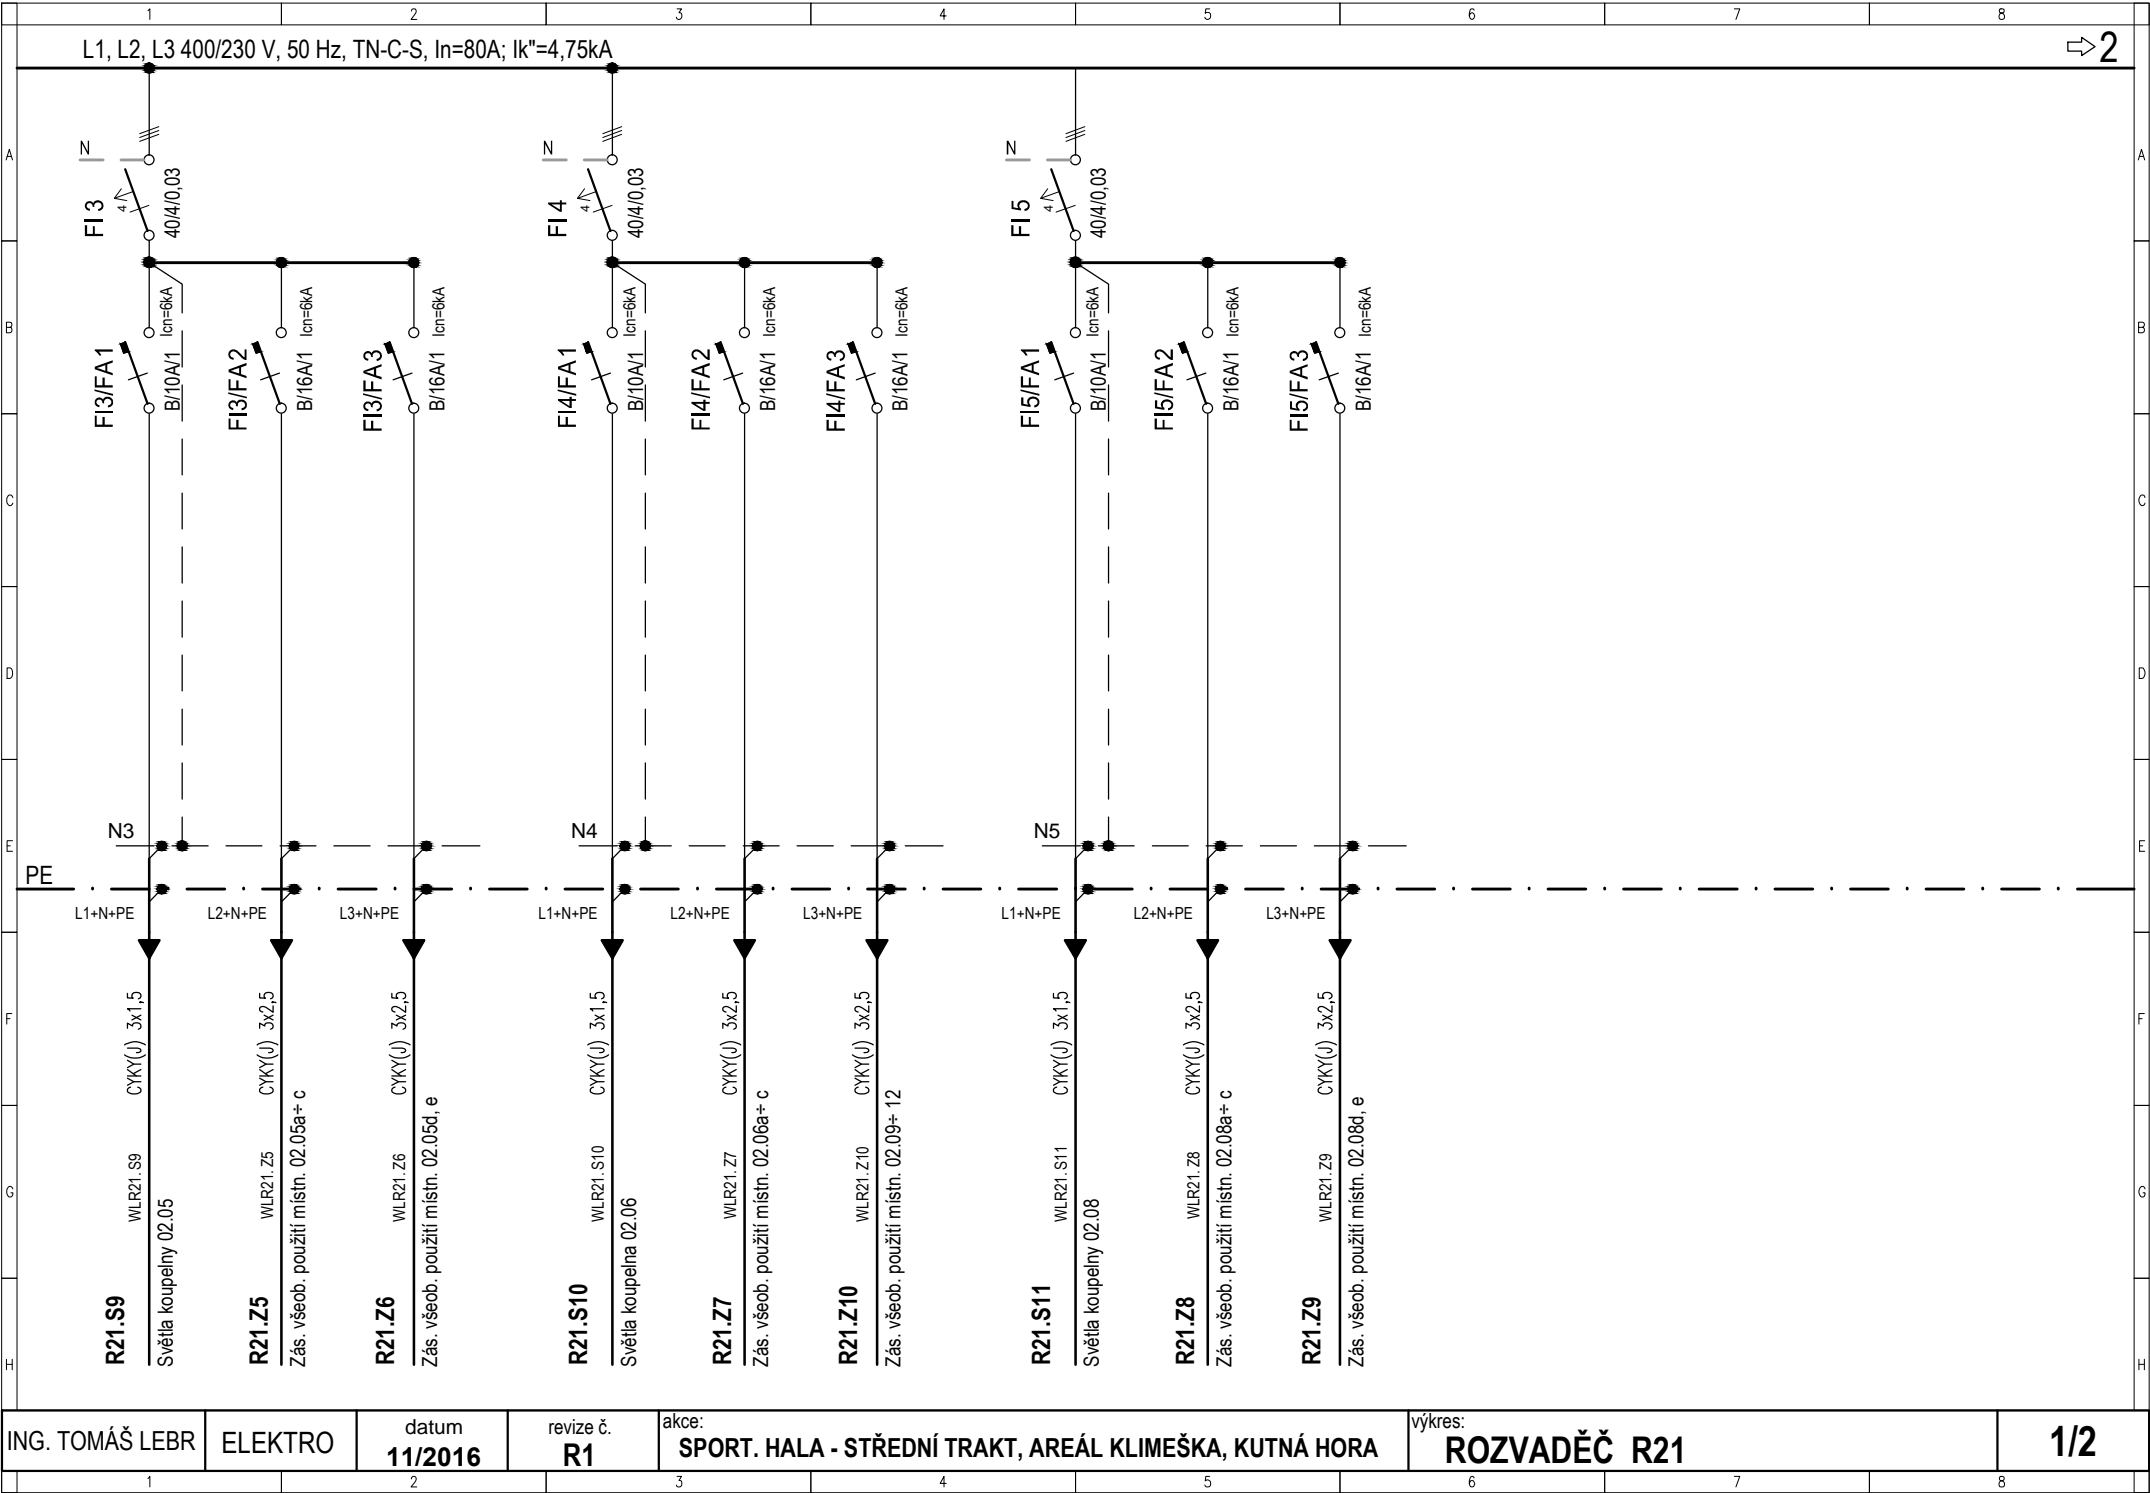 1 2 3 4 5 6 7 8
L1, L2, L3 400/230 V, 50 Hz, TN-C-S, In=80A; Ik"=4,75kA
2
A A
B B
C C
D D
E E
F F
G G
H H
N
FI 3
4
40/4/0,03
N
FI 4
4
40/4/0,03
N
FI 5
4
40/4/0,03
FI3/FA1
B/10A/1 Icn=6kA
FI3/FA2
B/16A/1 Icn=6kA
FI3/FA3
B/16A/1 Icn=6kA
FI4/FA1
B/10A/1 Icn=6kA
FI4/FA2
B/16A/1 Icn=6kA
FI4/FA3
B/16A/1 Icn=6kA
FI5/FA1
B/10A/1 Icn=6kA
FI5/FA2
B/16A/1 Icn=6kA
FI5/FA3
B/16A/1 Icn=6kA
N3
N4
N5
PE
L1+N+PE
L2+N+PE
L3+N+PE
L1+N+PE
L2+N+PE
L3+N+PE
L1+N+PE
L2+N+PE
L3+N+PE
R21.S9
WLR21.S9 CYKY(J) 3x1,5
Světla koupelny 02.05
R21.Z5
WLR21.Z5 CYKY(J) 3x2,5
Zás. všeob. použití místn. 02.05a÷ c
R21.Z6
WLR21.Z6 CYKY(J) 3x2,5
Zás. všeob. použití místn. 02.05d, e
R21.S10
WLR21.S10 CYKY(J) 3x1,5
Světla koupelna 02.06
R21.Z7
WLR21.Z7 CYKY(J) 3x2,5
Zás. všeob. použití místn. 02.06a÷ c
R21.Z10
WLR21.Z10 CYKY(J) 3x2,5
Zás. všeob. použití místn. 02.09÷ 12
R21.S11
WLR21.S11 CYKY(J) 3x1,5
Světla koupelny 02.08
R21.Z8
WLR21.Z8 CYKY(J) 3x2,5
Zás. všeob. použití místn. 02.08a÷ c
R21.Z9
WLR21.Z9 CYKY(J) 3x2,5
Zás. všeob. použití místn. 02.08d, e
ING. TOMÁŠ LEBR
ELEKTRO
datum
11/2016
revize č.
R1
akce:
SPORT. HALA - STŘEDNÍ TRAKT, AREÁL KLIMEŠKA, KUTNÁ HORA
výkres:
ROZVADĚČ R21
1/2
1 2 3 4 5 6 7 8